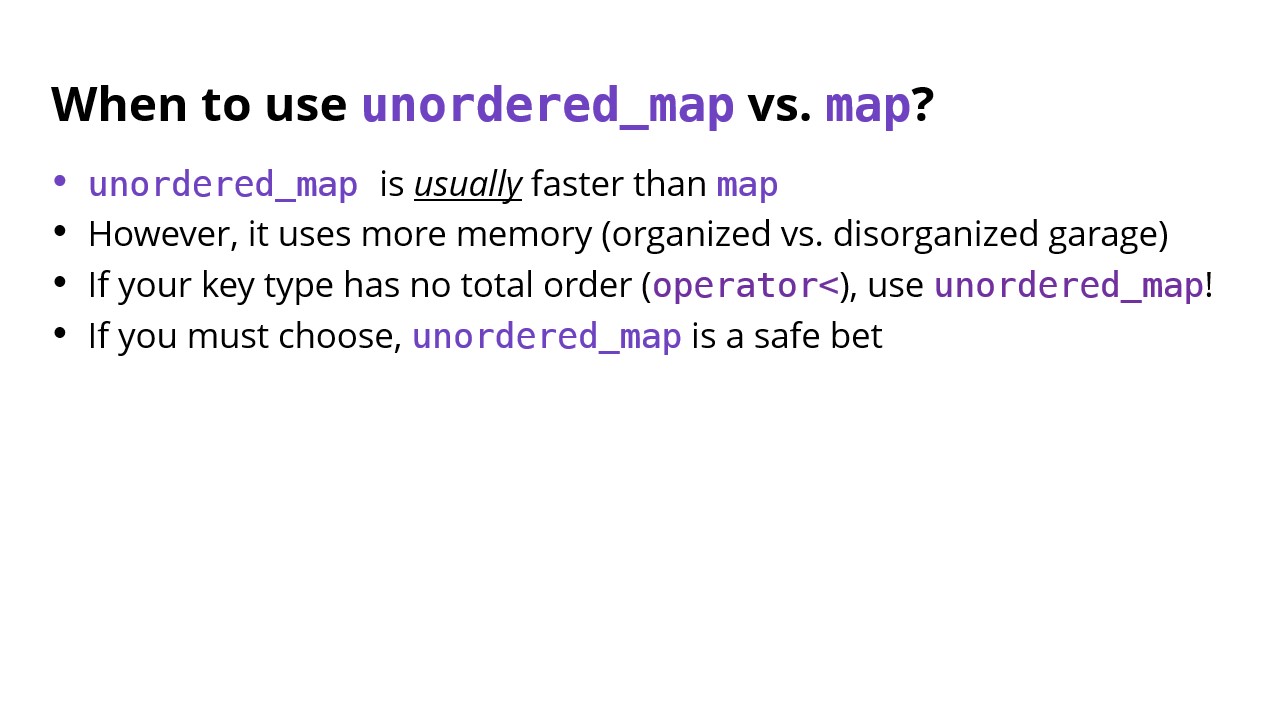 When to use unordered_map vs. map?
• unordered_map is usually faster than map
• However, it uses more memory (organized vs. disorganized garage)
• If your key type has no total order (operator<), use unordered_map!
• If you must choose, unordered_map is a safe bet